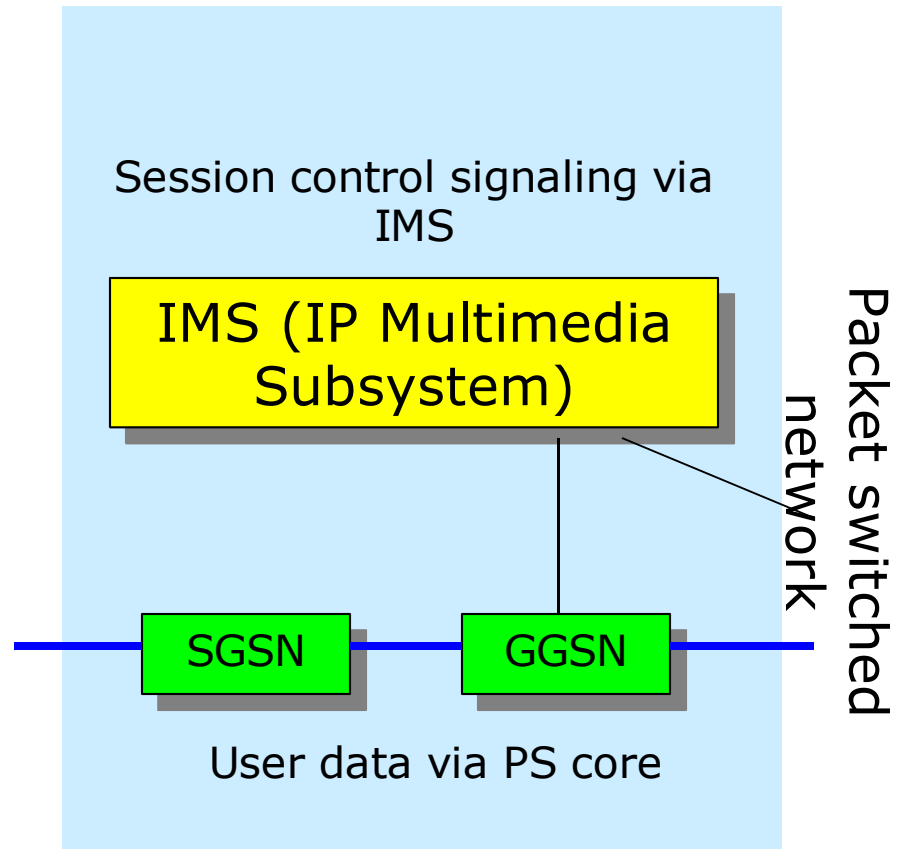 Session control signaling via
IMS
IMS (IP Multimedia
Subsystem)
Packet switched
network
SGSN
GGSN
User data via PS core